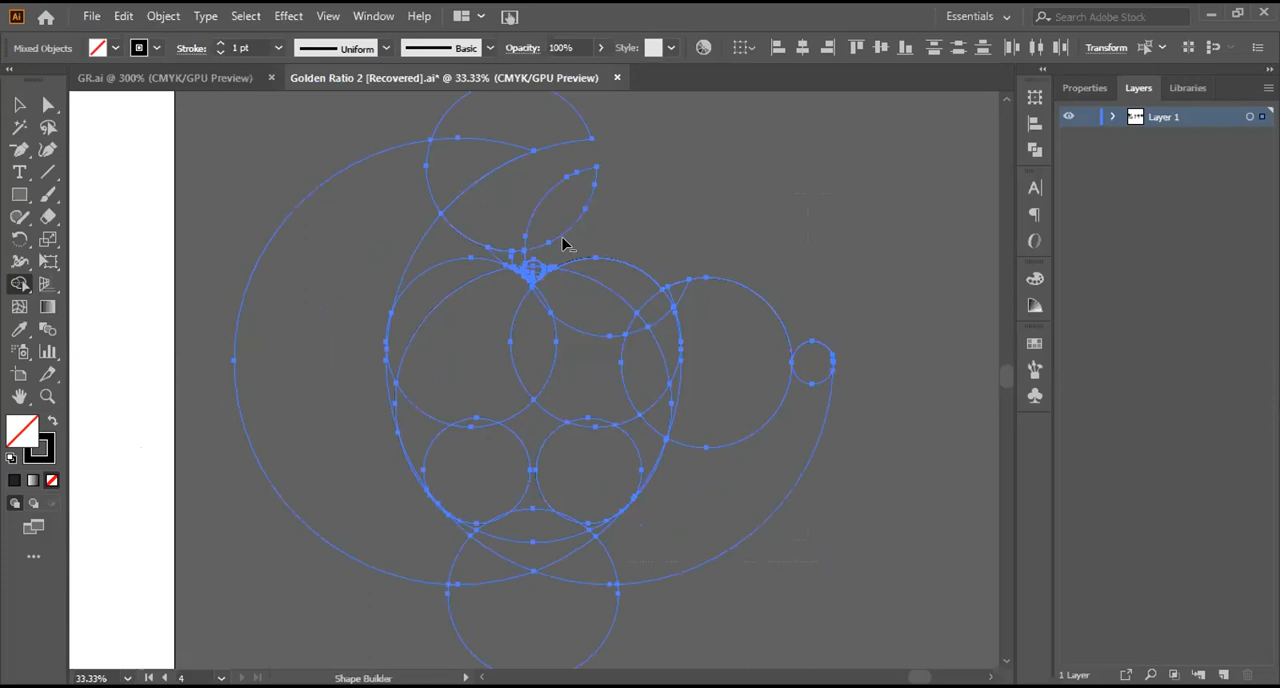 Ai File Edit Object Type Select Effect View Window Help Essentials Search Adobe Stock
Mixed Objects Stroke: 1 pt Uniform Basic Opacity: 100% Style: Transform
GR.ai @ 300% (CMYK/GPU Preview) Golden Ratio 2 [Recovered].ai* @ 33.33% (CMYK/GPU Preview)
Properties Layers Libraries
Layer 1
33.33% 4 Shape Builder
1 Layer